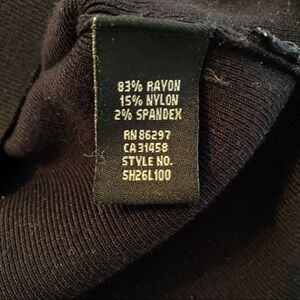 83% RAYON
15% NYLON
2% SPANDEX
RN 86297
CA 31458
STYLE NO.
SH26L100